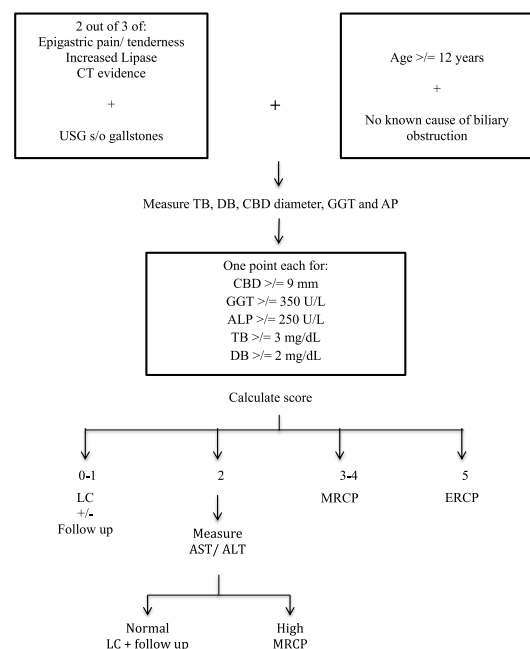 2 out of 3 of:
Epigastric pain/ tenderness
Increased Lipase
CT evidence
+
USG s/o gallstones
+
Age >/= 12 years
+
No known cause of biliary
obstruction
Measure TB, DB, CBD diameter, GGT and AP
One point each for:
CBD >/= 9 mm
GGT >/= 350 U/L
ALP >/= 250 U/L
TB >/= 3 mg/dL
DB >/= 2 mg/dL
Calculate score
0-1
LC
+/-
Follow up
2
Measure
AST/ ALT
Normal
LC + follow up
High
MRCP
3-4
MRCP
5
ERCP